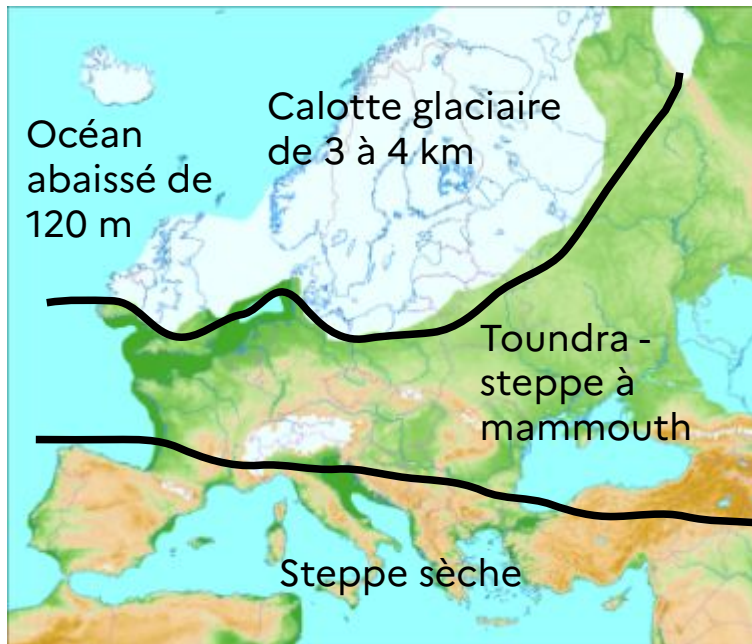 Océan
abaissé de
120 m
Calotte glaciaire
de 3 à 4 km
Toundra -
steppe à
mammouth
Steppe sèche